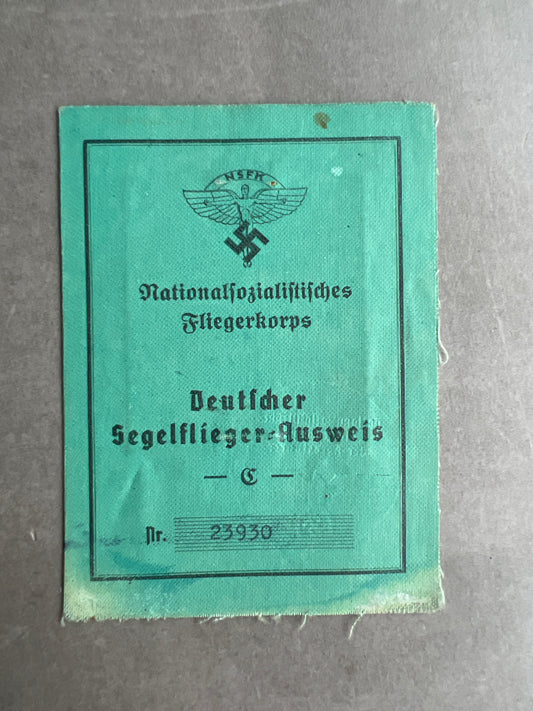 NSFK
Nationalsozialistisches
Fliegerkorps
Deutscher
Segelflieger-Ausweis
— C —
Nr. 23930